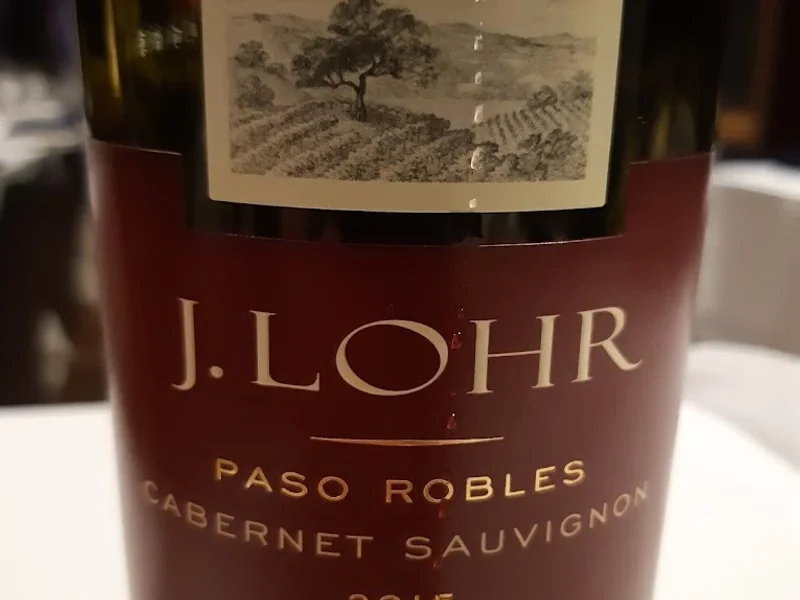 J. LOHR
PASO ROBLES
CABERNET SAUVIGNON